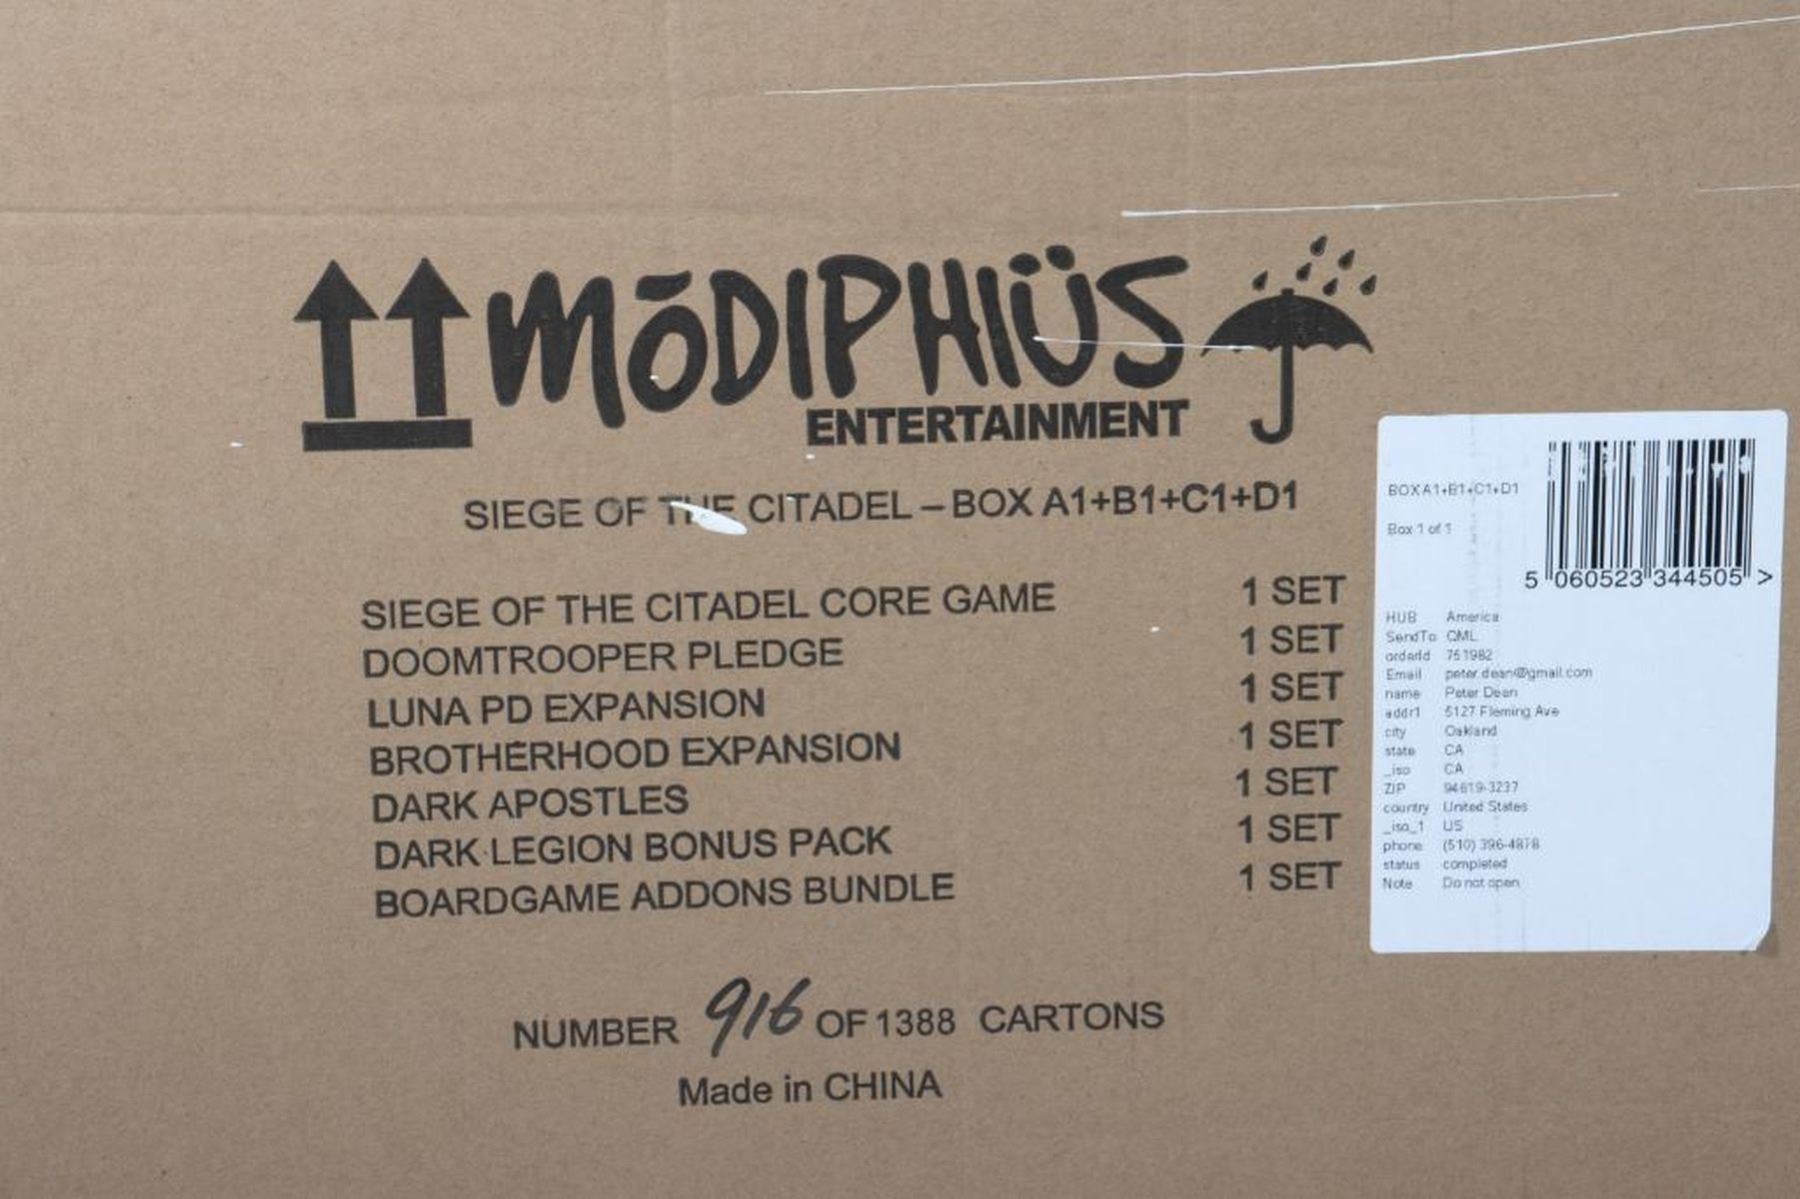 MōDIPHIÜS
ENTERTAINMENT
SIEGE OF THE CITADEL – BOX A1+B1+C1+D1
SIEGE OF THE CITADEL CORE GAME 1 SET
DOOMTROOPER PLEDGE 1 SET
LUNA PD EXPANSION 1 SET
BROTHERHOOD EXPANSION 1 SET
DARK APOSTLES 1 SET
DARK LEGION BONUS PACK 1 SET
BOARDGAME ADDONS BUNDLE 1 SET
NUMBER 916 OF 1388 CARTONS
Made in CHINA
BOX A1+B1+C1+D1
Box 1 of 1
5 060523 344505 >
HUB America
SendTo QML
orderId 751982
Email peter.dean@gmail.com
name Peter Dean
addr1 5127 Fleming Ave
city Oakland
state CA
_iso CA
ZIP 94619-3237
country United States
_iso_1 US
phone (510) 396-4878
status completed
Note Do not open